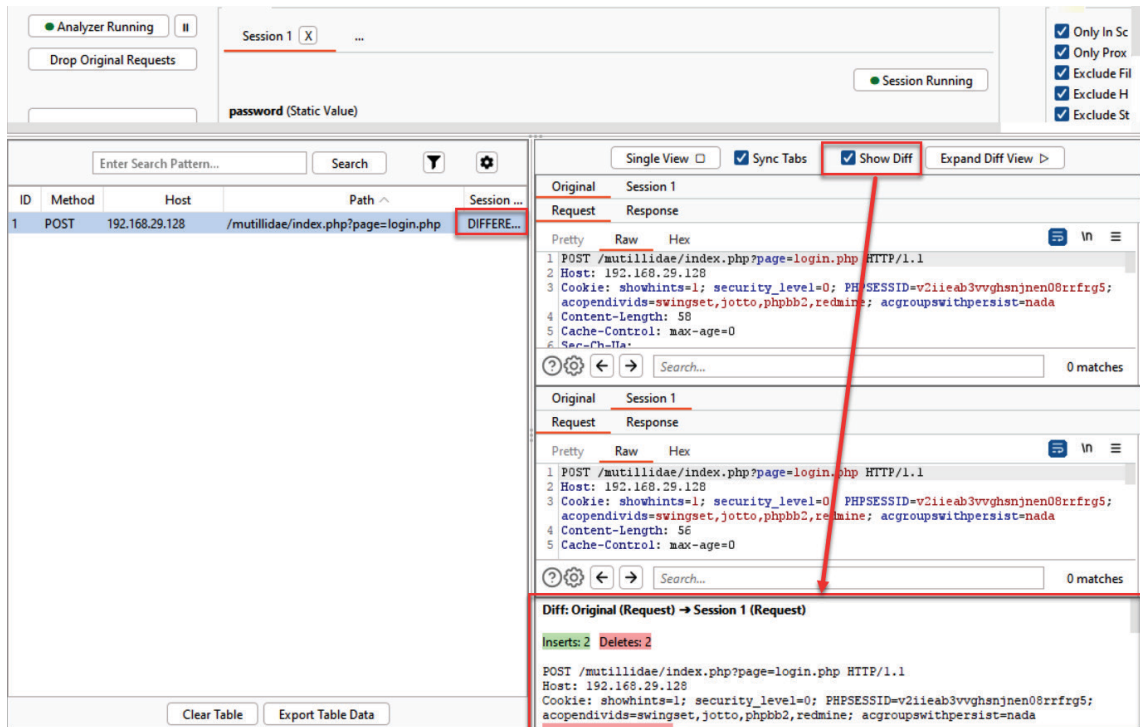 Analyzer Running
Drop Original Requests
Session 1 X ...
Session Running
password (Static Value)
Only In Sc
Only Prox
Exclude Fil
Exclude H
Exclude St
Enter Search Pattern... Search
ID Method Host Path Session ...
1 POST 192.168.29.128 /mutillidae/index.php?page=login.php DIFFERE...
Clear Table Export Table Data
Single View Sync Tabs Show Diff Expand Diff View
Original Session 1
Request Response
Pretty Raw Hex \n
1 POST /mutillidae/index.php?page=login.php HTTP/1.1
2 Host: 192.168.29.128
3 Cookie: showhints=1; security_level=0; PHPSESSID=v2iieab3vvghsnjnen08rrfrg5;
acopendivids=swingset,jotto,phpbb2,redmine; acgroupswithpersist=nada
4 Content-Length: 58
5 Cache-Control: max-age=0
6 Sec-Ch-Ua:
Search... 0 matches
Original Session 1
Request Response
Pretty Raw Hex \n
1 POST /mutillidae/index.php?page=login.php HTTP/1.1
2 Host: 192.168.29.128
3 Cookie: showhints=1; security_level=0; PHPSESSID=v2iieab3vvghsnjnen08rrfrg5;
acopendivids=swingset,jotto,phpbb2,redmine; acgroupswithpersist=nada
4 Content-Length: 56
5 Cache-Control: max-age=0
Search... 0 matches
Diff: Original (Request) → Session 1 (Request)
Inserts: 2 Deletes: 2
POST /mutillidae/index.php?page=login.php HTTP/1.1
Host: 192.168.29.128
Cookie: showhints=1; security_level=0; PHPSESSID=v2iieab3vvghsnjnen08rrfrg5;
acopendivids=swingset,jotto,phpbb2,redmine; acgroupswithpersist=nada